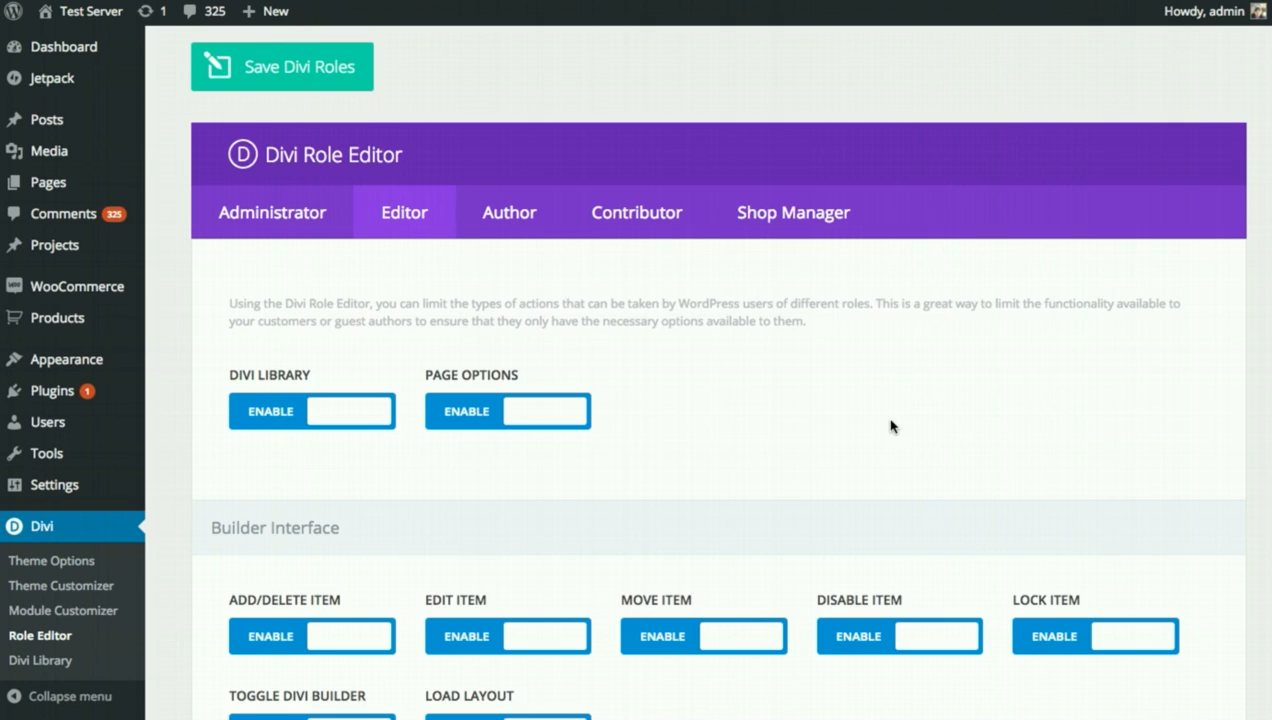 Test Server 1 325 New Howdy, admin
Dashboard
Jetpack
Posts
Media
Pages
Comments 325
Projects
WooCommerce
Products
Appearance
Plugins 1
Users
Tools
Settings
Divi
Theme Options
Theme Customizer
Module Customizer
Role Editor
Divi Library
Collapse menu
Save Divi Roles
D Divi Role Editor
Administrator Editor Author Contributor Shop Manager
Using the Divi Role Editor, you can limit the types of actions that can be taken by WordPress users of different roles. This is a great way to limit the functionality available to
your customers or guest authors to ensure that they only have the necessary options available to them.
DIVI LIBRARY PAGE OPTIONS
ENABLE ENABLE
Builder Interface
ADD/DELETE ITEM EDIT ITEM MOVE ITEM DISABLE ITEM LOCK ITEM
ENABLE ENABLE ENABLE ENABLE ENABLE
TOGGLE DIVI BUILDER LOAD LAYOUT